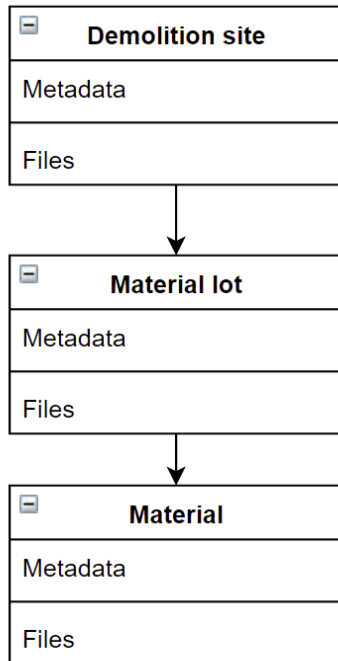 Demolition site
Metadata
Files
Material lot
Metadata
Files
Material
Metadata
Files